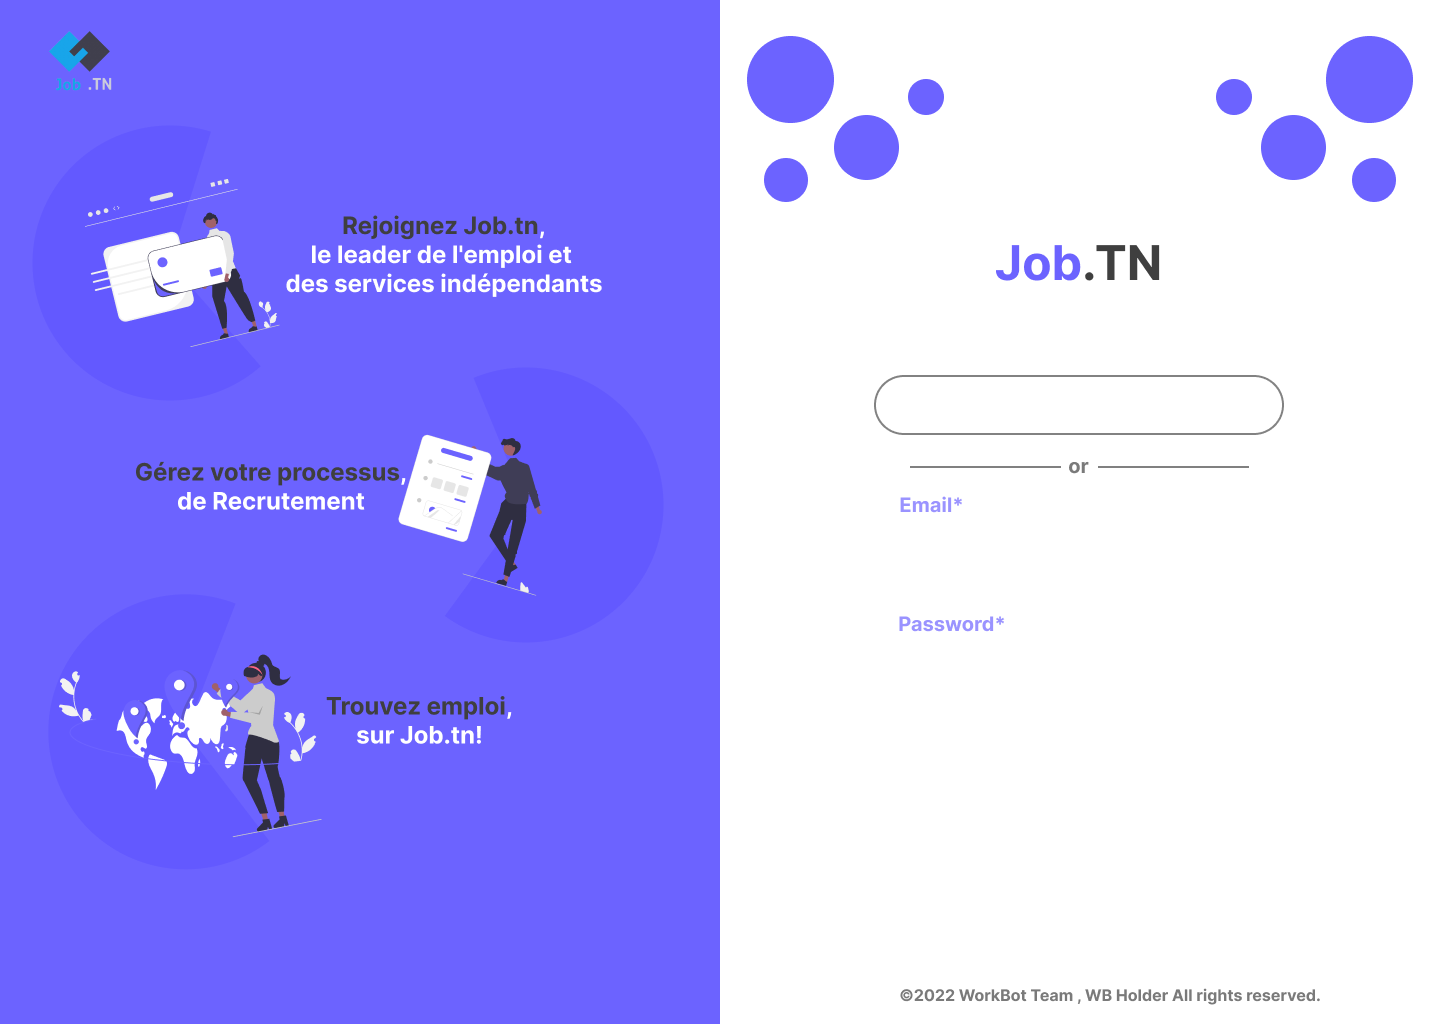 Job .TN
Rejoignez Job.tn,
le leader de l'emploi et
des services indépendants
Gérez votre processus,
de Recrutement
Trouvez emploi,
sur Job.tn!
Job.TN
or
Email*
Password*
©2022 WorkBot Team , WB Holder All rights reserved.